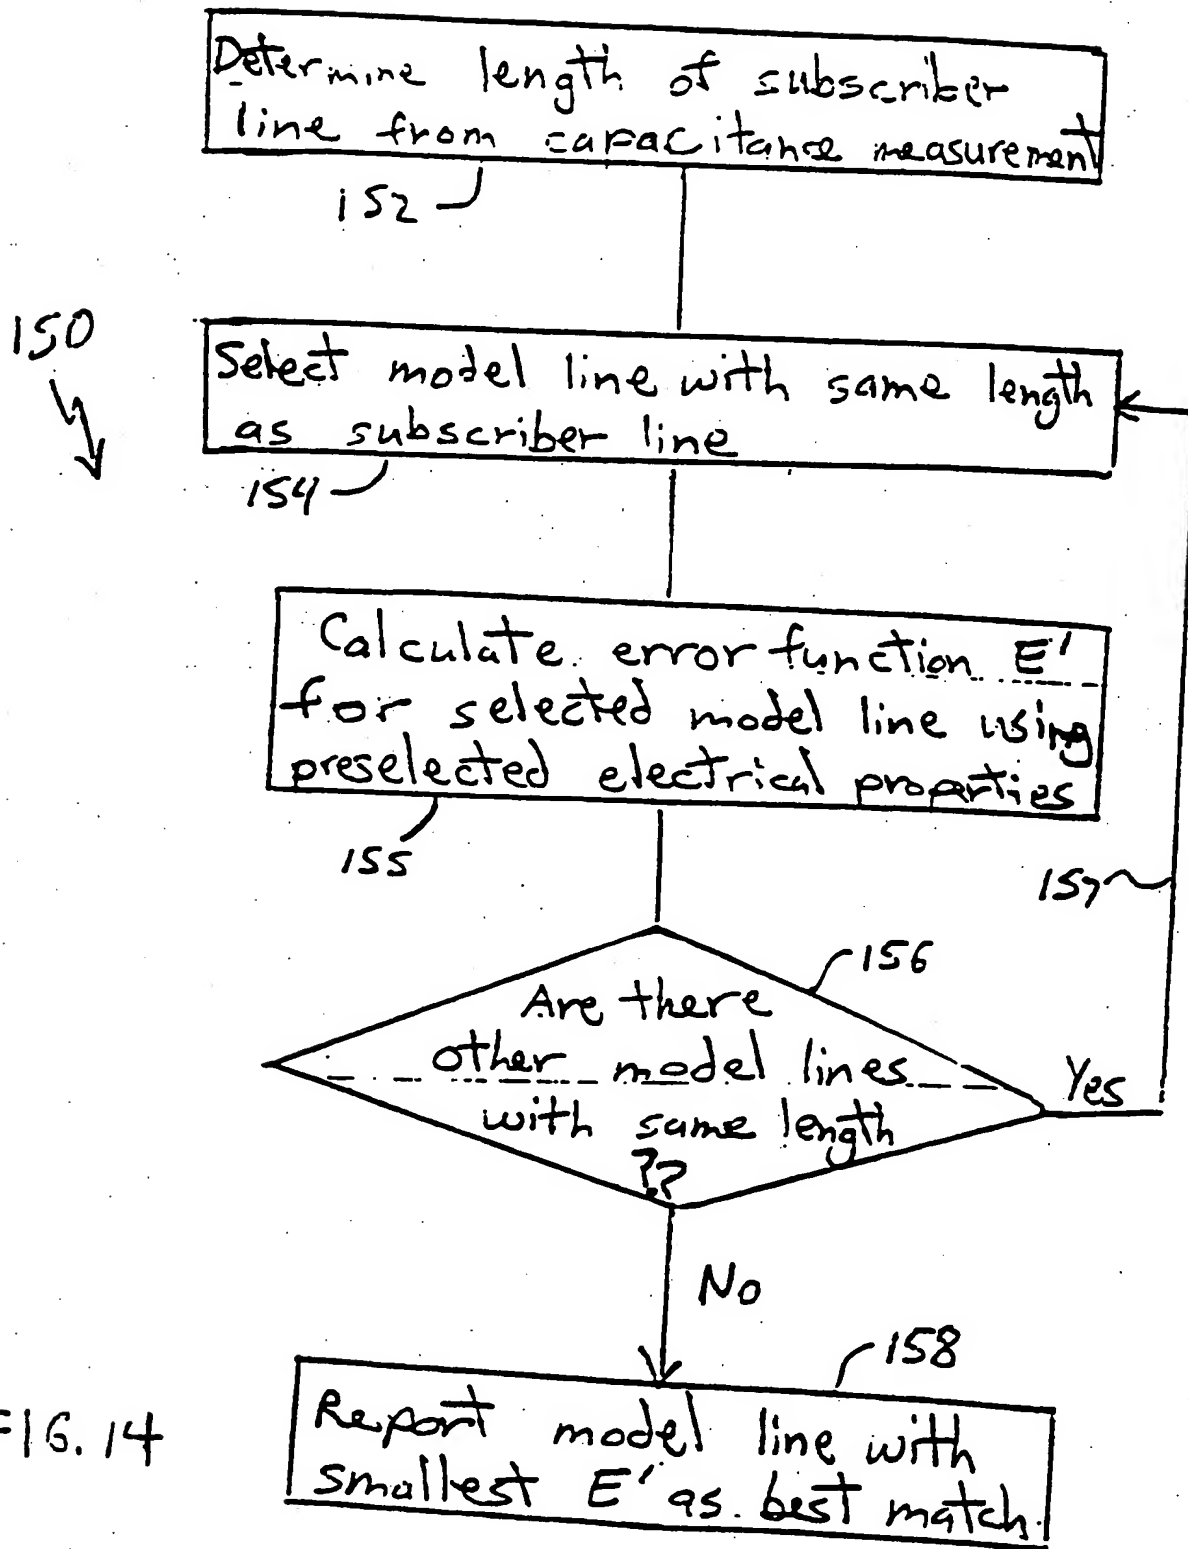 Determine length of subscriber
line from capacitance measurement
152
150
Select model line with same length
as subscriber line
154
Calculate error function E'
for selected model line using
preselected electrical properties
155
157
156
Are there
other model lines
with same length
??
Yes
No
158
Report model line with
smallest E' as best match.
FIG. 14